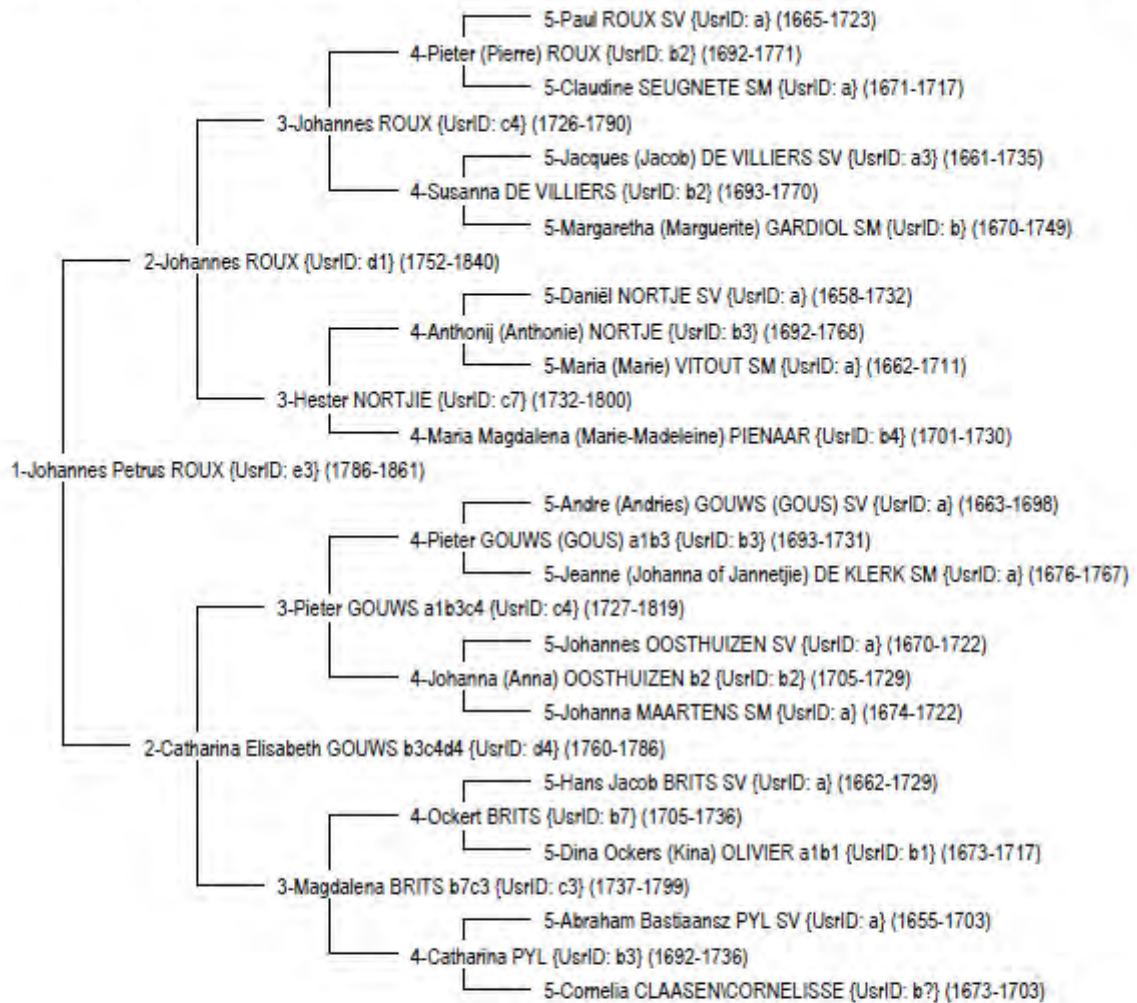 5-Paul ROUX SV {UsrID: a} (1665-1723)
4-Pieter (Pierre) ROUX {UsrID: b2} (1692-1771)
5-Claudine SEUGNETE SM {UsrID: a} (1671-1717)
3-Johannes ROUX {UsrID: c4} (1726-1790)
5-Jacques (Jacob) DE VILLIERS SV {UsrID: a3} (1661-1735)
4-Susanna DE VILLIERS {UsrID: b2} (1693-1770)
5-Margaretha (Marguerite) GARDIOL SM {UsrID: b} (1670-1749)
2-Johannes ROUX {UsrID: d1} (1752-1840)
5-Daniël NORTJE SV {UsrID: a} (1658-1732)
4-Anthonij (Anthonie) NORTJE {UsrID: b3} (1692-1768)
5-Maria (Marie) VITOUT SM {UsrID: a} (1662-1711)
3-Hester NORTJIE {UsrID: c7} (1732-1800)
4-Maria Magdalena (Marie-Madeleine) PIENAAR {UsrID: b4} (1701-1730)
1-Johannes Petrus ROUX {UsrID: e3} (1786-1861)
5-Andre (Andries) GOUWS (GOUS) SV {UsrID: a} (1663-1698)
4-Pieter GOUWS (GOUS) a1b3 {UsrID: b3} (1693-1731)
5-Jeanne (Johanna of Jannetjie) DE KLERK SM {UsrID: a} (1676-1767)
3-Pieter GOUWS a1b3c4 {UsrID: c4} (1727-1819)
5-Johannes OOSTHUIZEN SV {UsrID: a} (1670-1722)
4-Johanna (Anna) OOSTHUIZEN b2 {UsrID: b2} (1705-1729)
5-Johanna MAARTENS SM {UsrID: a} (1674-1722)
2-Catharina Elisabeth GOUWS b3c4d4 {UsrID: d4} (1760-1786)
5-Hans Jacob BRITS SV {UsrID: a} (1662-1729)
4-Ockert BRITS {UsrID: b7} (1705-1736)
5-Dina Ockers (Kina) OLIVIER a1b1 {UsrID: b1} (1673-1717)
3-Magdalena BRITS b7c3 {UsrID: c3} (1737-1799)
5-Abraham Bastiaansz PYL SV {UsrID: a} (1655-1703)
4-Catharina PYL {UsrID: b3} (1692-1736)
5-Cornelia CLAASEN\CORNELISSE {UsrID: b?} (1673-1703)